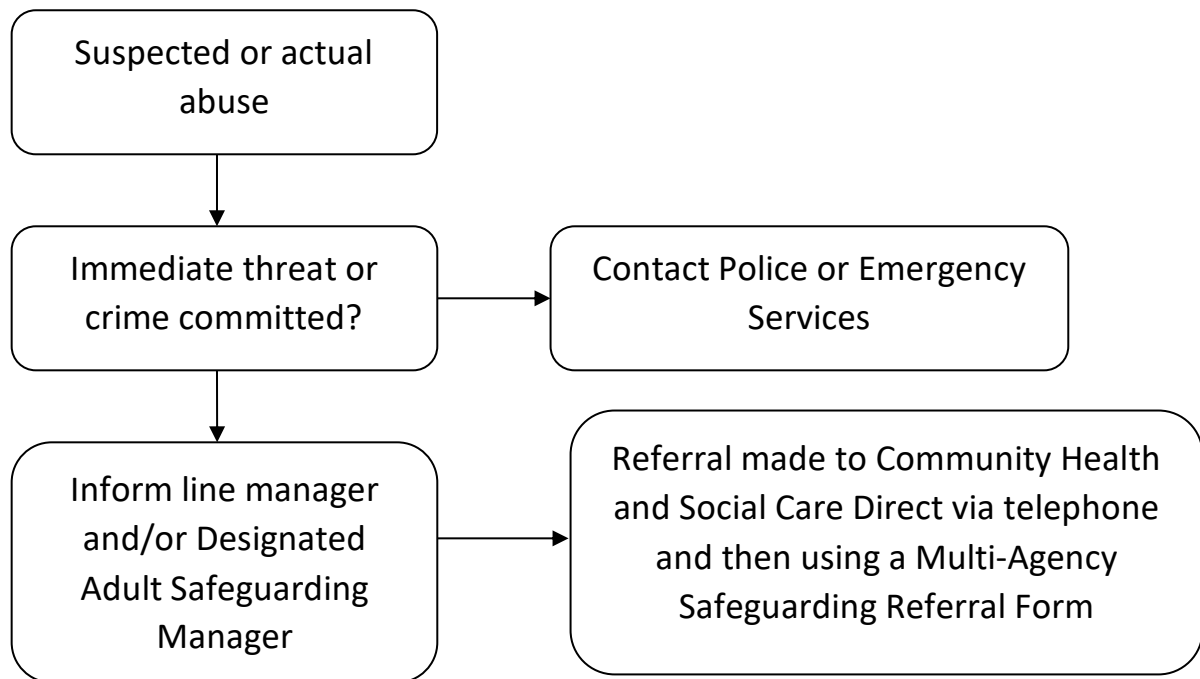 Suspected or actual
abuse
Immediate threat or
crime committed?
Contact Police or Emergency
Services
Inform line manager
and/or Designated
Adult Safeguarding
Manager
Referral made to Community Health
and Social Care Direct via telephone
and then using a Multi-Agency
Safeguarding Referral Form